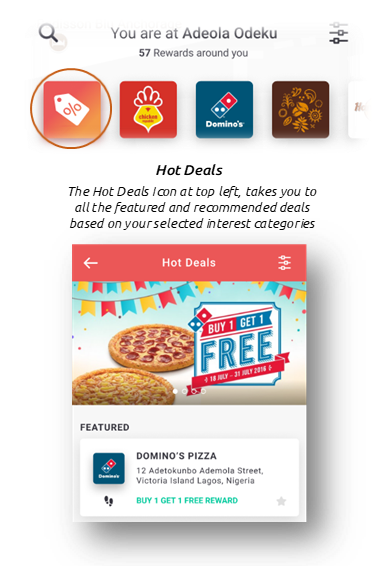 You are at Adeola Odeku
57 Rewards around you
chicken
Domino's
Hot Deals
The Hot Deals Icon at top left, takes you to
all the featured and recommended deals
based on your selected interest categories
Hot Deals
BUY 1 GET 1
FREE
18 JULY - 31 JULY 2016
FEATURED
Domino's
DOMINO'S PIZZA
12 Adetokunbo Ademola Street,
Victoria Island Lagos, Nigeria
BUY 1 GET 1 FREE REWARD